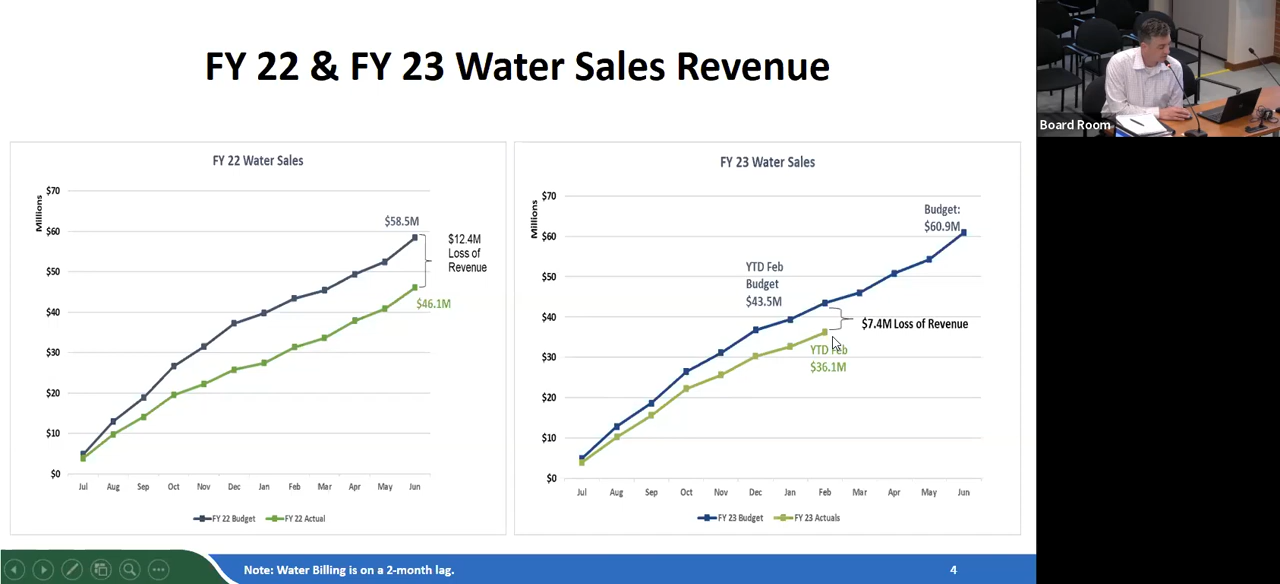 FY 22 & FY 23 Water Sales Revenue
Board Room
FY 22 Water Sales
Millions
$70
$60
$50
$40
$30
$20
$10
$0
$58.5M
$12.4M
Loss of
Revenue
$46.1M
Jul Aug Sep Oct Nov Dec Jan Feb Mar Apr May Jun
FY 22 Budget FY 22 Actual
FY 23 Water Sales
Millions
$70
$60
$50
$40
$30
$20
$10
$0
Budget:
$60.9M
YTD Feb
Budget
$43.5M
$7.4M Loss of Revenue
YTD Feb
$36.1M
Jul Aug Sep Oct Nov Dec Jan Feb Mar Apr May Jun
FY 23 Budget FY 23 Actuals
Note: Water Billing is on a 2-month lag.
4